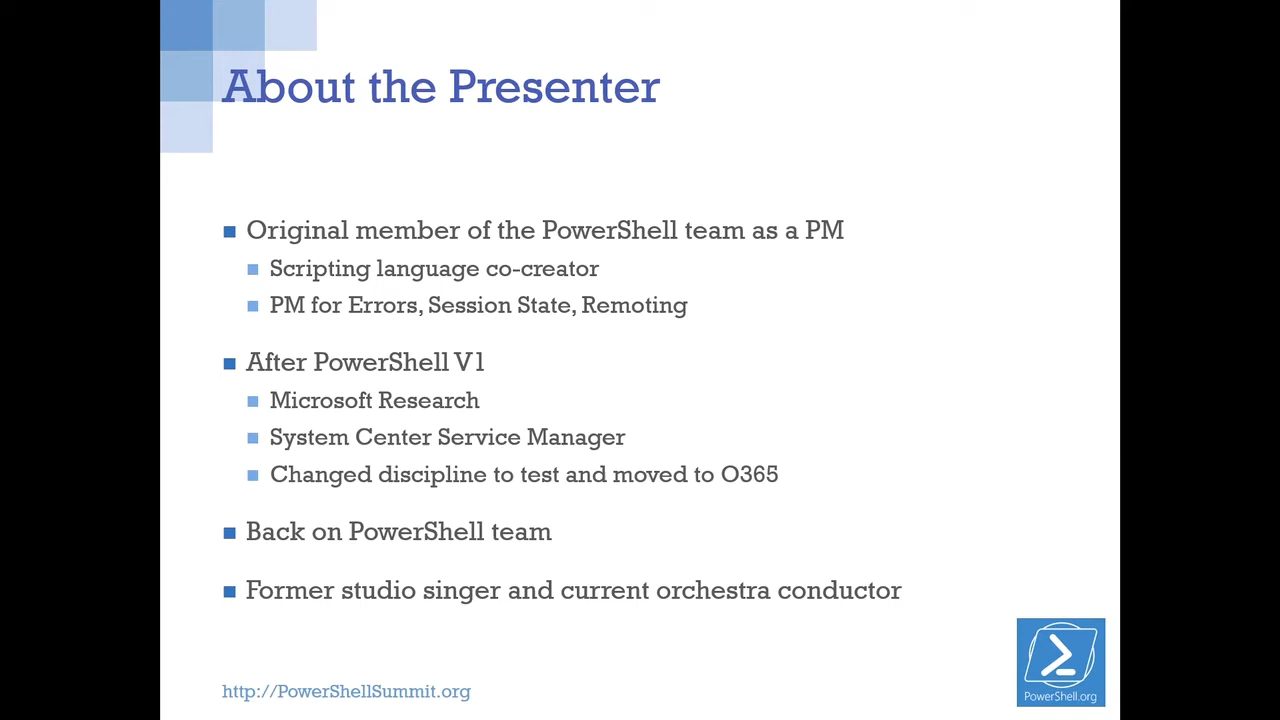 About the Presenter
Original member of the PowerShell team as a PM
Scripting language co-creator
PM for Errors, Session State, Remoting
After PowerShell V1
Microsoft Research
System Center Service Manager
Changed discipline to test and moved to O365
Back on PowerShell team
Former studio singer and current orchestra conductor
http://PowerShellSummit.org
PowerShell.org